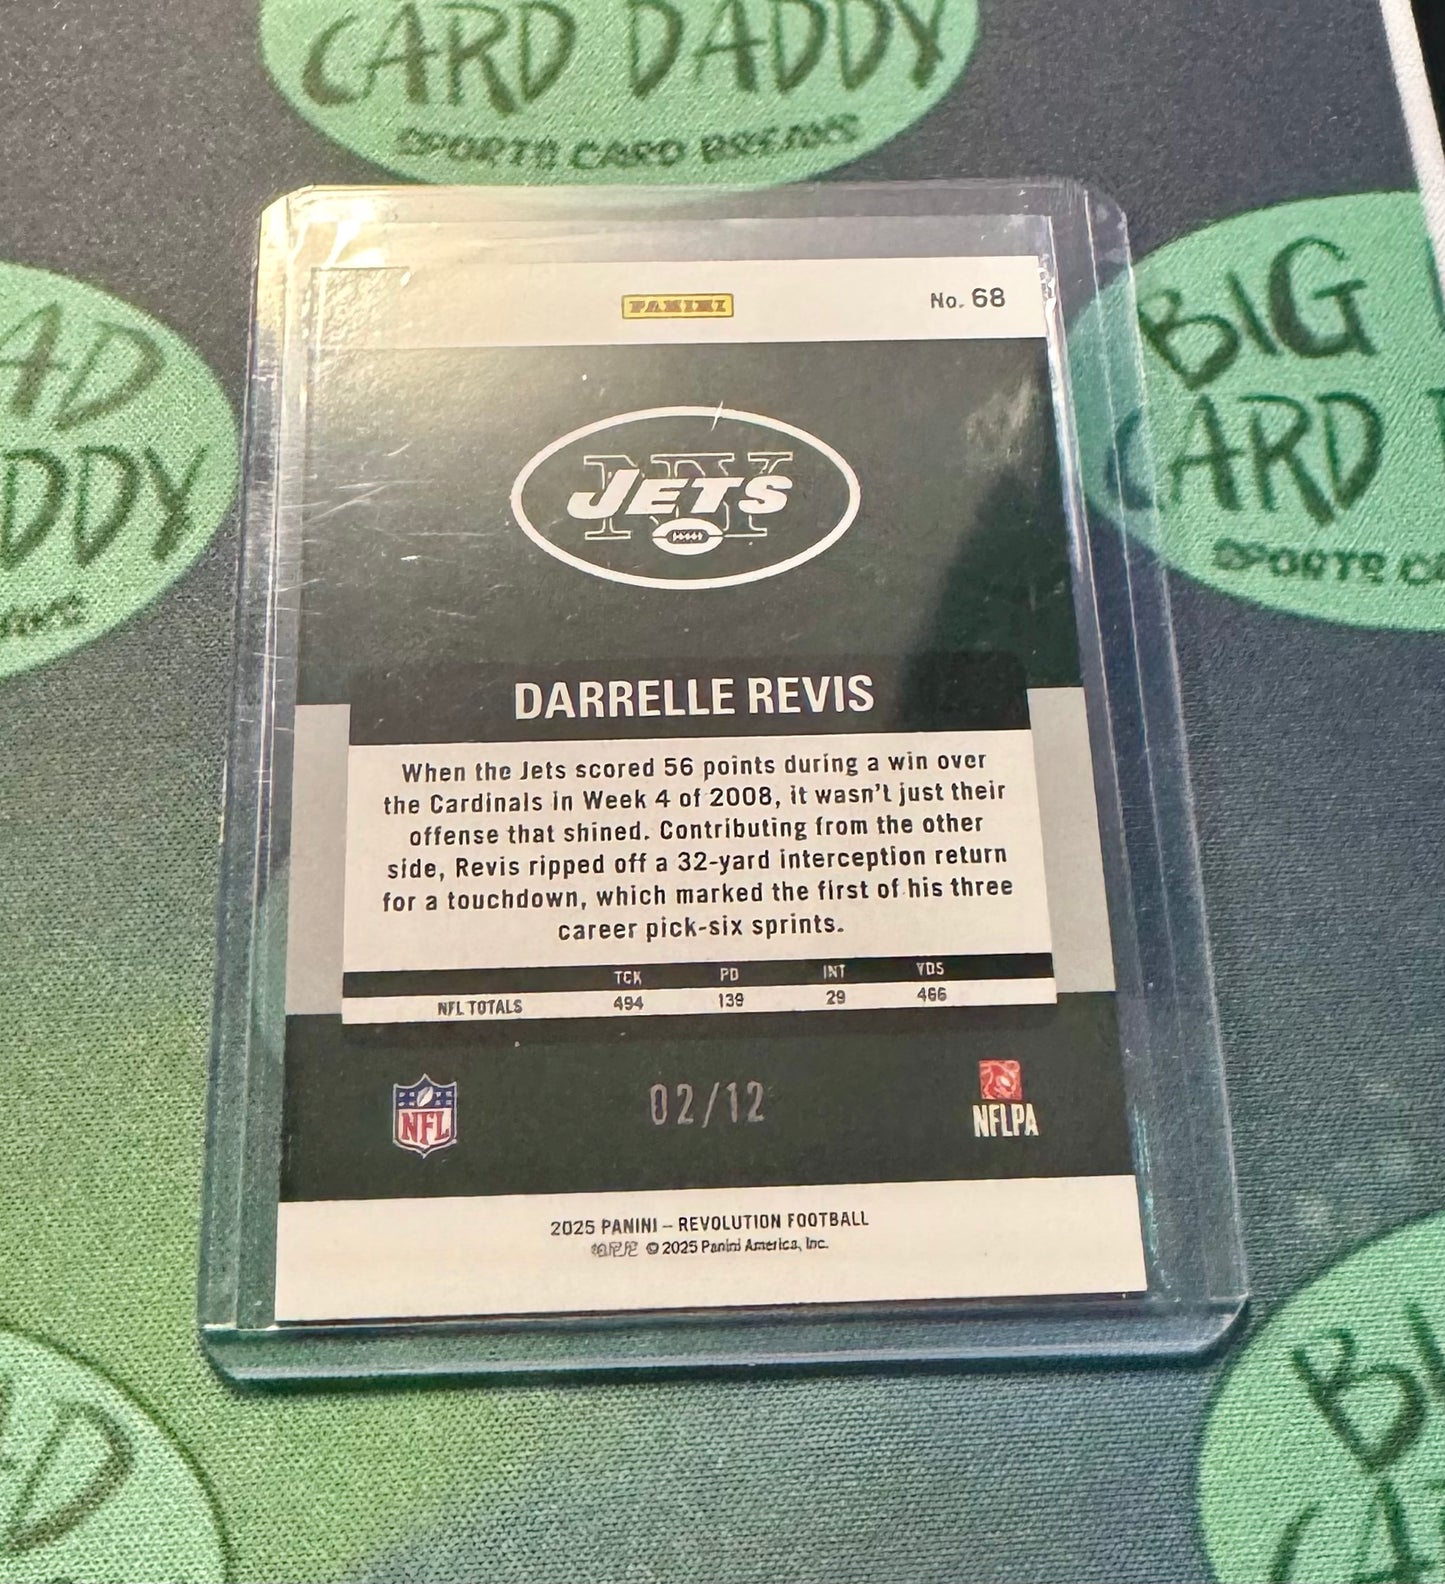 CARD DADDY
SPORTS CARD BREAKS
PANINI
No. 68
BIG
CARD
SPORTS
NY
JETS
DARRELLE REVIS
When the Jets scored 56 points during a win over
the Cardinals in Week 4 of 2008, it wasn't just their
offense that shined. Contributing from the other
side, Revis ripped off a 32-yard interception return
for a touchdown, which marked the first of his three
career pick-six sprints.
TCK PD INT YDS
NFL TOTALS 494 139 29 466
NFL
02/12
NFLPA
2025 PANINI – REVOLUTION FOOTBALL
帕尼尼 © 2025 Panini America, Inc.